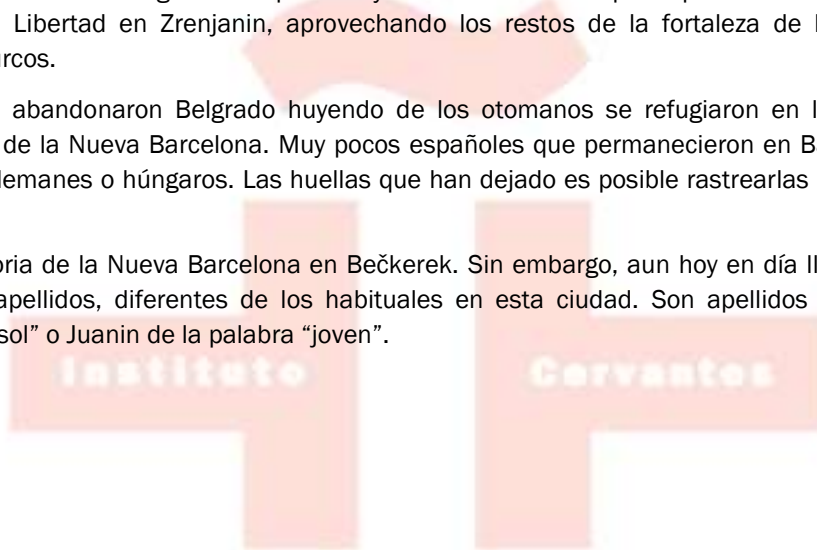 Libertad en Zrenjanin, aprovechando los restos de la fortaleza de
rcos.
abandonaron Belgrado huyendo de los otomanos se refugiaron en
de la Nueva Barcelona. Muy pocos españoles que permanecieron en
lemanes o húngaros. Las huellas que han dejado es posible rastrearlas
oria de la Nueva Barcelona en Bečkerek. Sin embargo, aun hoy en día
apellidos, diferentes de los habituales en esta ciudad. Son apellidos
sol” o Juanin de la palabra “joven”.
Instituto Cervantes